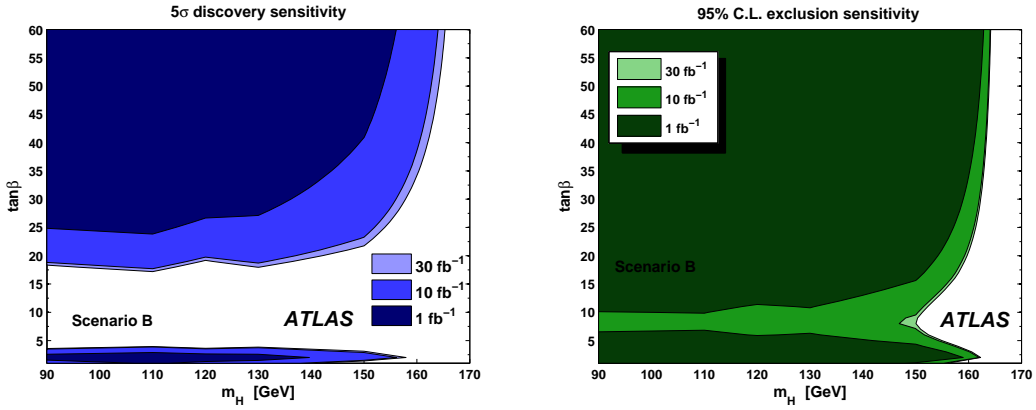 5σ discovery sensitivity
tanβ
60
55
50
45
40
35
30
25
20
15
10
5
30 fb⁻¹
10 fb⁻¹
1 fb⁻¹
Scenario B
ATLAS
90 100 110 120 130 140 150 160 170
m_H [GeV]
95% C.L. exclusion sensitivity
tanβ
60
55
50
45
40
35
30
25
20
15
10
5
30 fb⁻¹
10 fb⁻¹
1 fb⁻¹
Scenario B
ATLAS
90 100 110 120 130 140 150 160 170
m_H [GeV]